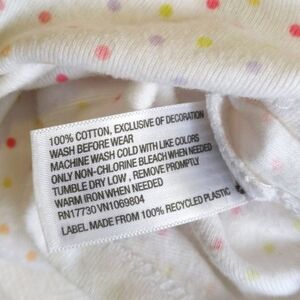 100% COTTON, EXCLUSIVE OF DECORATION
WASH BEFORE WEAR
MACHINE WASH COLD WITH LIKE COLORS
ONLY NON-CHLORINE BLEACH WHEN NEEDED
TUMBLE DRY LOW , REMOVE PROMPTLY
WARM IRON WHEN NEEDED
RN17730 VN1069804
LABEL MADE FROM 100% RECYCLED PLASTIC